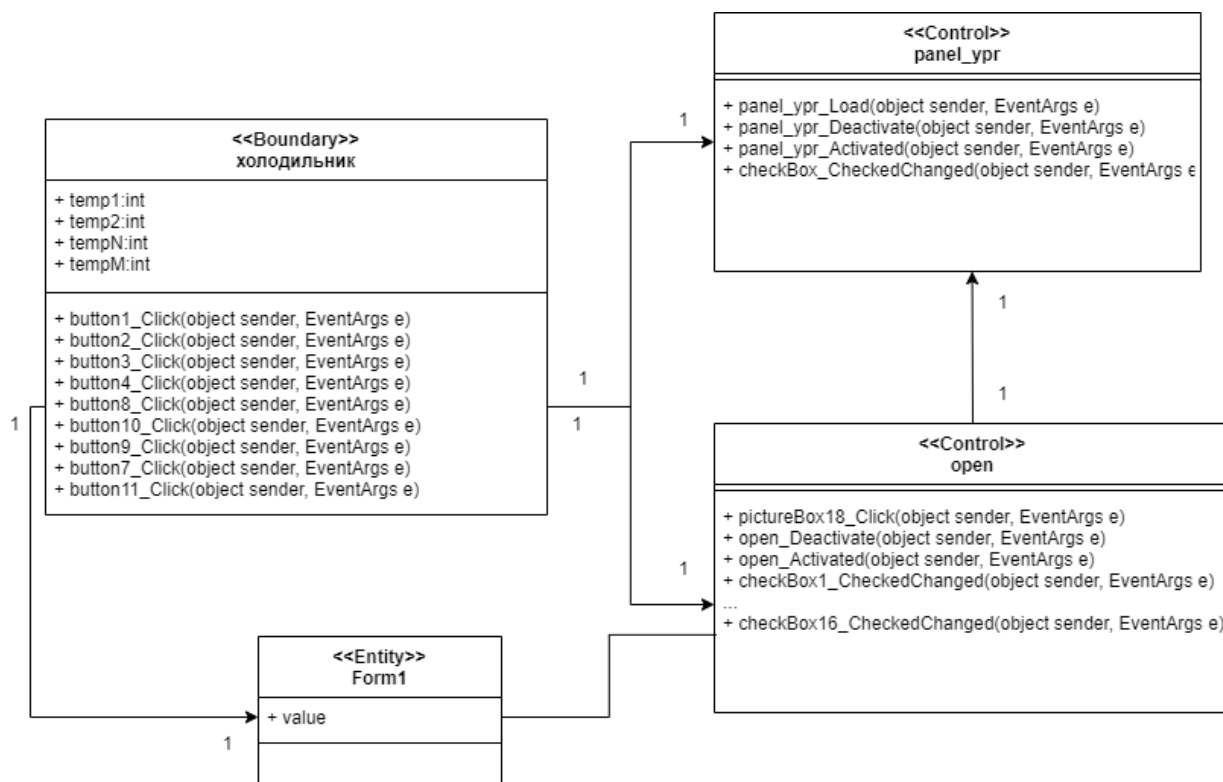 <<Boundary>>
холодильник
+ temp1:int
+ temp2:int
+ tempN:int
+ tempM:int
+ button1_Click(object sender, EventArgs e)
+ button2_Click(object sender, EventArgs e)
+ button3_Click(object sender, EventArgs e)
+ button4_Click(object sender, EventArgs e)
+ button8_Click(object sender, EventArgs e)
+ button10_Click(object sender, EventArgs e)
+ button9_Click(object sender, EventArgs e)
+ button7_Click(object sender, EventArgs e)
+ button11_Click(object sender, EventArgs e)
1
1
1
1
<<Control>>
panel_ypr
+ panel_ypr_Load(object sender, EventArgs e)
+ panel_ypr_Deactivate(object sender, EventArgs e)
+ panel_ypr_Activated(object sender, EventArgs e)
+ checkBox_CheckedChanged(object sender, EventArgs e
1
1
<<Control>>
open
+ pictureBox18_Click(object sender, EventArgs e)
+ open_Deactivate(object sender, EventArgs e)
+ open_Activated(object sender, EventArgs e)
+ checkBox1_CheckedChanged(object sender, EventArgs e)
...
+ checkBox16_CheckedChanged(object sender, EventArgs e)
1
<<Entity>>
Form1
+ value
1